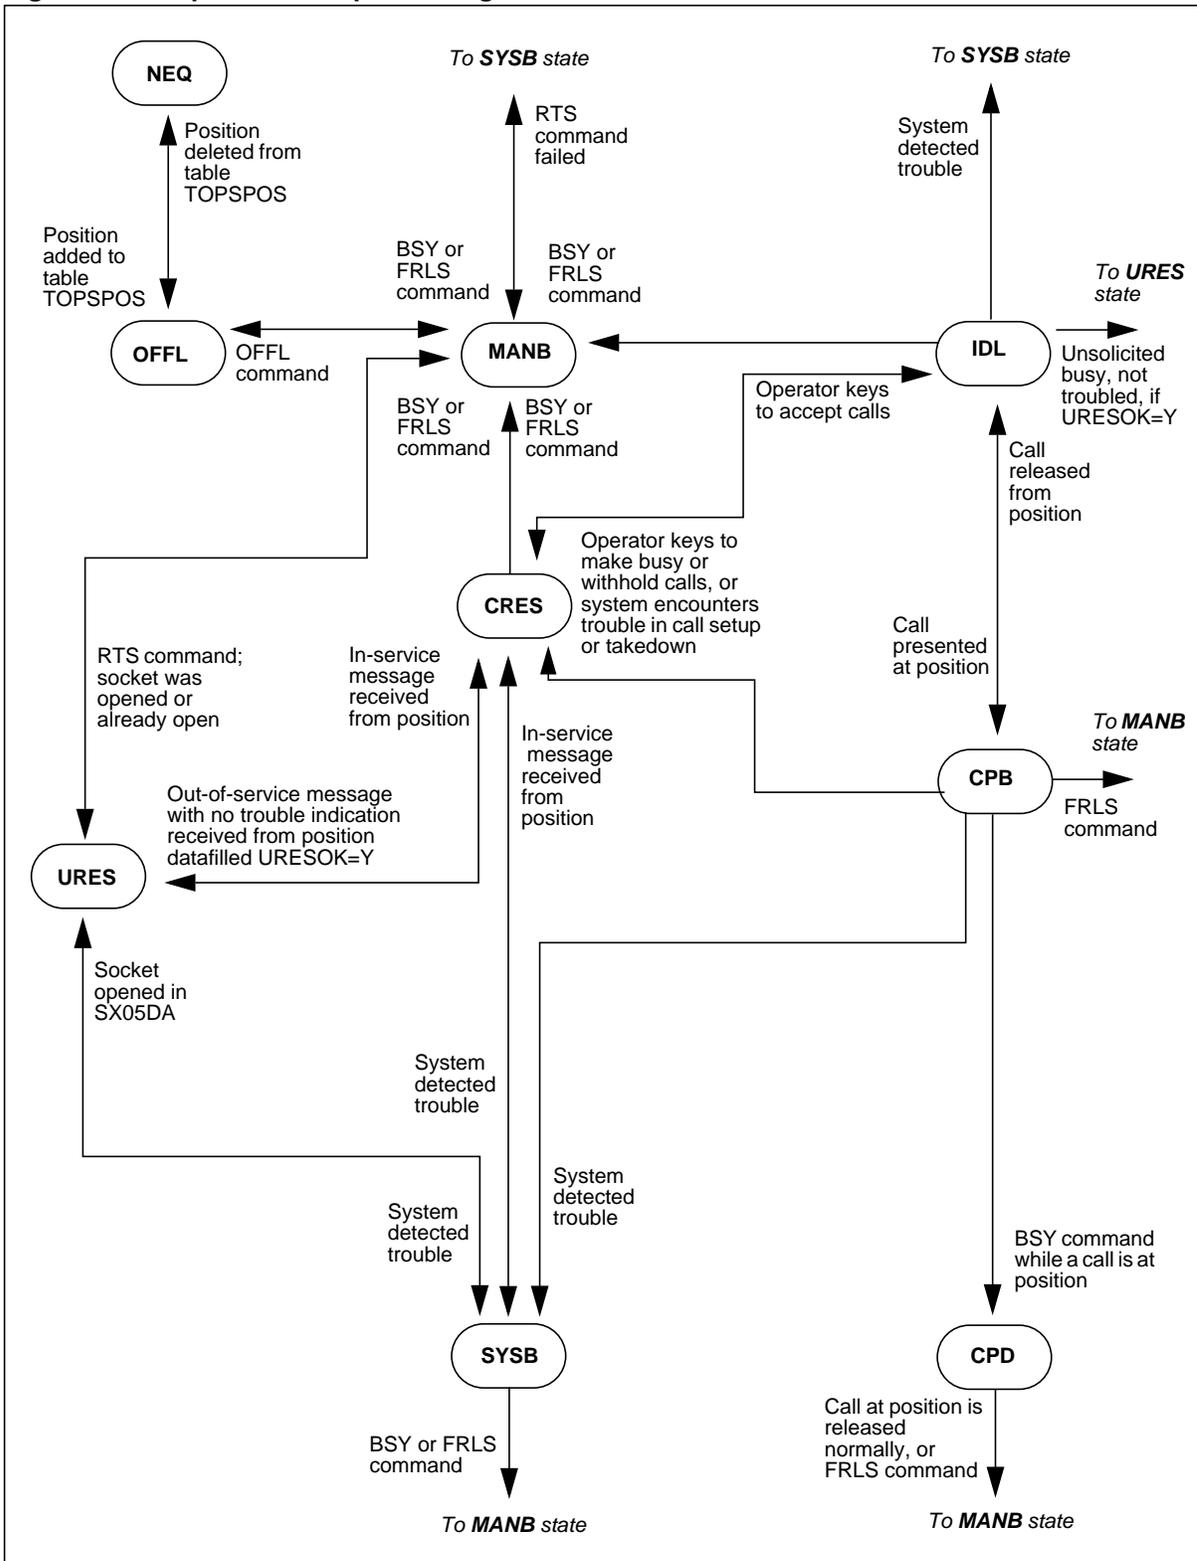 NEQ
To SYSB state
To SYSB state
Position
deleted from
table
TOPSPOS
RTS
command
failed
System
detected
trouble
Position
added to
table
TOPSPOS
BSY or
FRLS
command
BSY or
FRLS
command
To URES
state
OFFL
OFFL
command
MANB
IDL
Unsolicited
busy, not
troubled, if
URESOK=Y
Operator keys
to accept calls
BSY or
FRLS
command
BSY or
FRLS
command
Call
released
from
position
Operator keys to
make busy or
withhold calls, or
system encounters
trouble in call setup
or takedown
CRES
Call
presented
at position
RTS command;
socket was
opened or
already open
In-service
message
received
from position
In-service
message
received
from
position
To MANB
state
CPB
FRLS
command
Out-of-service message
with no trouble indication
received from position
datafilled URESOK=Y
URES
Socket
opened in
SX05DA
System
detected
trouble
System
detected
trouble
System
detected
trouble
BSY command
while a call is at
position
SYSB
CPD
BSY or FRLS
command
Call at position is
released
normally, or
FRLS command
To MANB state
To MANB state